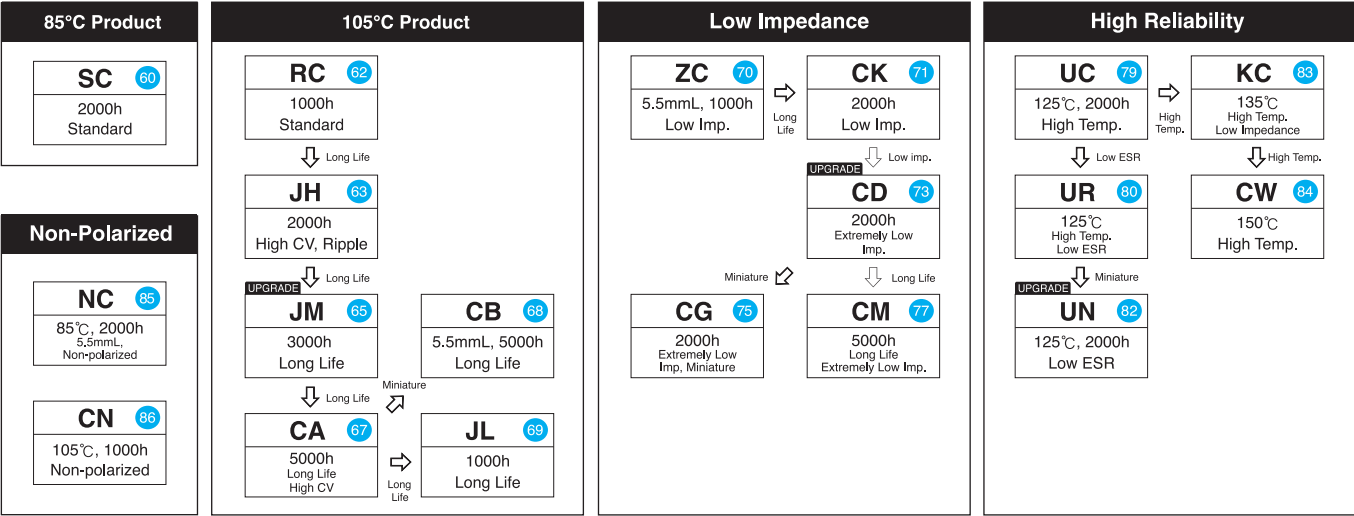 85°C Product
SC 60
2000h
Standard
Non-Polarized
NC 85
85℃, 2000h
5.5mmL,
Non-polarized
CN 86
105℃, 1000h
Non-polarized
105°C Product
RC 62
1000h
Standard
Long Life
JH 63
2000h
High CV, Ripple
Long Life
UPGRADE
JM 65
3000h
Long Life
CB 68
5.5mmL, 5000h
Long Life
Long Life
Miniature
CA 67
5000h
Long Life
High CV
Long
Life
JL 69
1000h
Long Life
Low Impedance
ZC 70
5.5mmL, 1000h
Low Imp.
Long
Life
CK 71
2000h
Low Imp.
Low imp.
UPGRADE
CD 73
2000h
Extremely Low
Imp.
Miniature
Long Life
CG 75
2000h
Extremely Low
Imp, Miniature
CM 77
5000h
Long Life
Extremely Low Imp.
High Reliability
UC 79
125℃, 2000h
High Temp.
High
Temp.
KC 83
135℃
High Temp.
Low Impedance
Low ESR
High Temp.
UR 80
125℃
High Temp.
Low ESR
CW 84
150℃
High Temp.
Miniature
UPGRADE
UN 82
125℃, 2000h
Low ESR